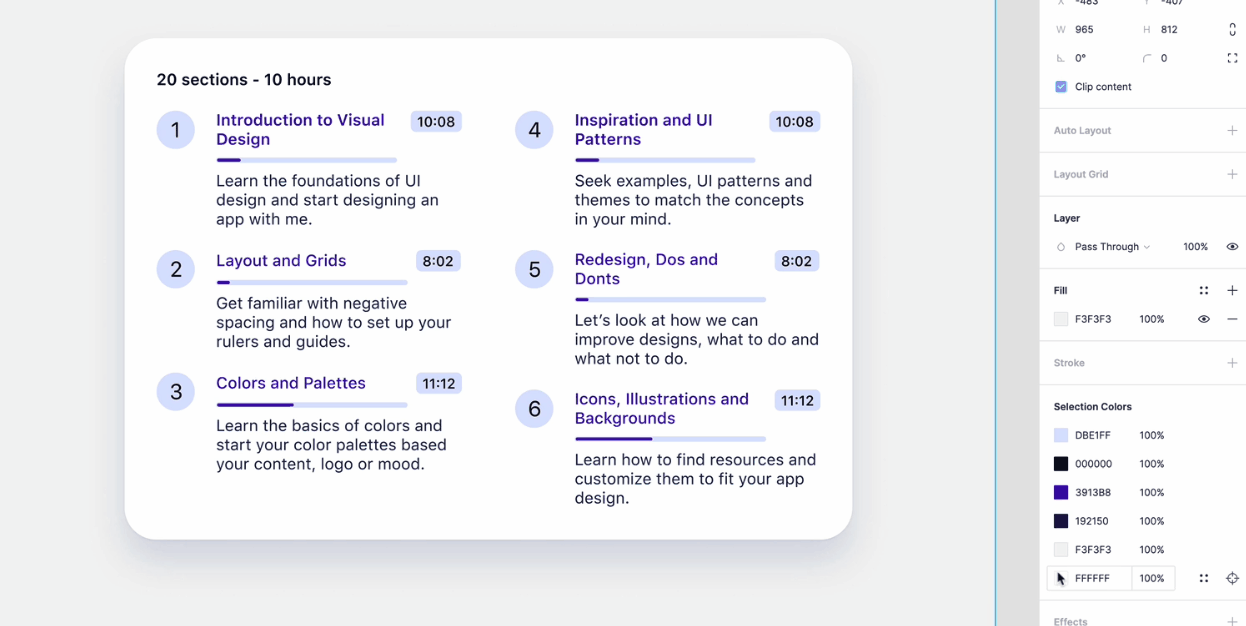 20 sections - 10 hours
1
Introduction to Visual
Design
10:08
Learn the foundations of UI
design and start designing an
app with me.
2
Layout and Grids
8:02
Get familiar with negative
spacing and how to set up your
rulers and guides.
3
Colors and Palettes
11:12
Learn the basics of colors and
start your color palettes based
your content, logo or mood.
4
Inspiration and UI
Patterns
10:08
Seek examples, UI patterns and
themes to match the concepts
in your mind.
5
Redesign, Dos and
Donts
8:02
Let’s look at how we can
improve designs, what to do and
what not to do.
6
Icons, Illustrations and
Backgrounds
11:12
Learn how to find resources and
customize them to fit your app
design.
X -483 Y -407
W 965 H 812
0° 0
Clip content
Auto Layout
Layout Grid
Layer
Pass Through 100%
Fill
F3F3F3 100%
Stroke
Selection Colors
DBE1FF 100%
000000 100%
3913B8 100%
192150 100%
F3F3F3 100%
FFFFFF 100%
Effects